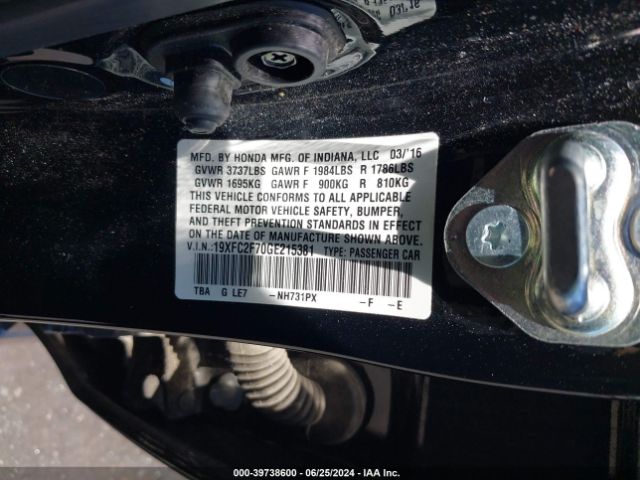 MFD. BY HONDA MFG. OF INDIANA, LLC 03/'16
GVWR 3737LBS GAWR F 1984LBS R 1786LBS
GVWR 1695KG GAWR F 900KG R 810KG
THIS VEHICLE CONFORMS TO ALL APPLICABLE
FEDERAL MOTOR VEHICLE SAFETY, BUMPER,
AND THEFT PREVENTION STANDARDS IN EFFECT
ON THE DATE OF MANUFACTURE SHOWN ABOVE.
V.I.N.: 19XFC2F70GE215381 TYPE: PASSENGER CAR
TBA G LE7 -NH731PX -F -E
000-39738600 - 06/25/2024 - IAA Inc.